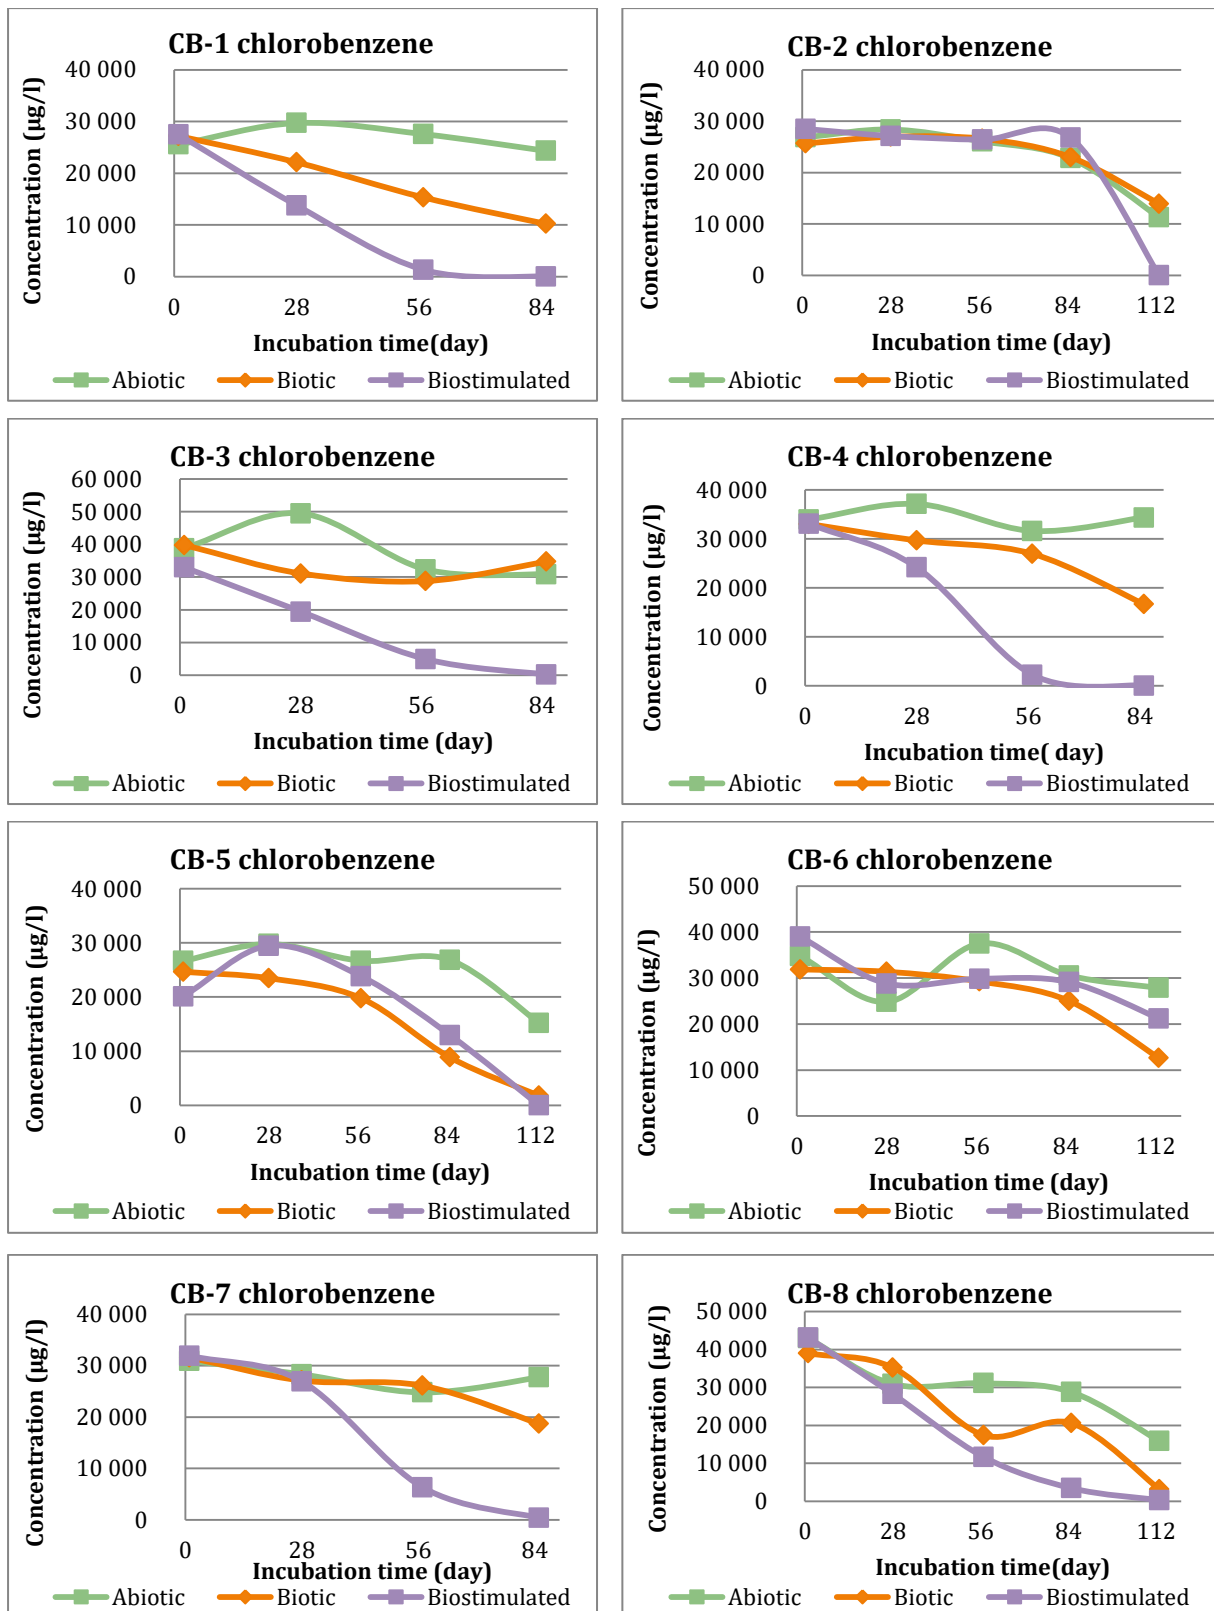 CB-1 chlorobenzene
Concentration (µg/l)
40 000
30 000
20 000
10 000
0
0 28 56 84
Incubation time(day)
Abiotic Biotic Biostimulated
CB-2 chlorobenzene
Concentration (µg/l)
40 000
30 000
20 000
10 000
0
0 28 56 84 112
Incubation time (day)
Abiotic Biotic Biostimulated
CB-3 chlorobenzene
Concentration (µg/l)
60 000
50 000
40 000
30 000
20 000
10 000
0
0 28 56 84
Incubation time (day)
Abiotic Biotic Biostimulated
CB-4 chlorobenzene
Concentration (µg/l)
40 000
30 000
20 000
10 000
0
0 28 56 84
Incubation time( day)
Abiotic Biotic Biostimulated
CB-5 chlorobenzene
Concentration (µg/l)
40 000
30 000
20 000
10 000
0
0 28 56 84 112
Incubation time (day)
Abiotic Biotic Biostimulated
CB-6 chlorobenzene
Concentration (µg/l)
50 000
40 000
30 000
20 000
10 000
0
0 28 56 84 112
Incubation time (day)
Abiotic Biotic Biostimulated
CB-7 chlorobenzene
Concentration (µg/l)
40 000
30 000
20 000
10 000
0
0 28 56 84
Incubation time (day)
Abiotic Biotic Biostimulated
CB-8 chlorobenzene
Concentration (µg/l)
50 000
40 000
30 000
20 000
10 000
0
0 28 56 84 112
Incubation time(day)
Abiotic Biotic Biostimulated